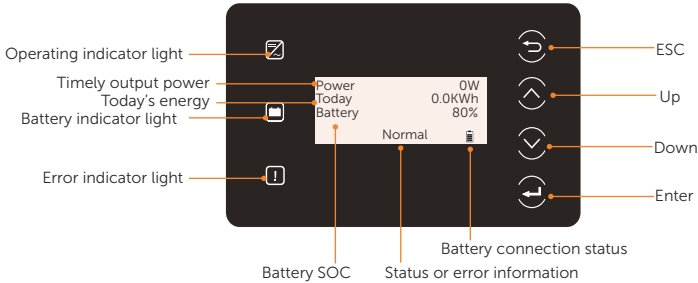 Operating indicator light
Timely output power
Today's energy
Battery indicator light
Error indicator light
Power 0W
Today 0.0KWh
Battery 80%
Normal
ESC
Up
Down
Enter
Battery connection status
Battery SOC
Status or error information